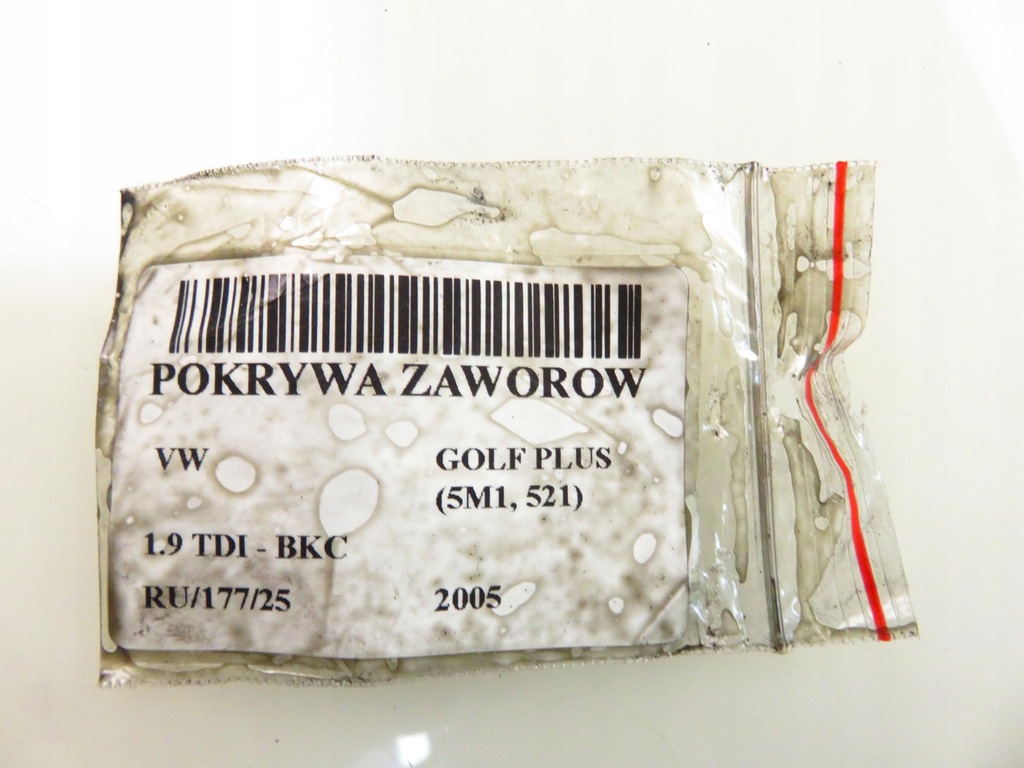 POKRYWA ZAWOROW
VW GOLF PLUS
(5M1, 521)
1.9 TDI - BKC
RU/177/25 2005